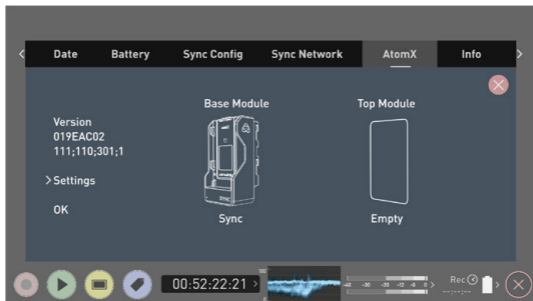 Date Battery Sync Config Sync Network AtomX Info
Base Module Top Module
Version
019EAC02
111;110;301;1
>Settings
OK
Sync Empty
00:52:22:21
Rec